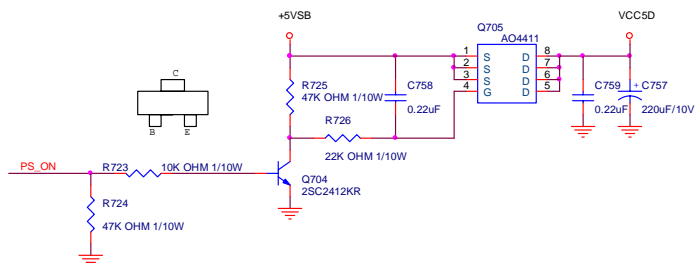 +5VSB
Q705
AO4411
VCC5D
1 S D 8
2 S D 7
3 S D 6
4 G D 5
R725
47K OHM 1/10W
C758
0.22uF
C759
0.22uF
+ C757
220uF/10V
C
B E
R726
22K OHM 1/10W
PS_ON
R723 10K OHM 1/10W
Q704
2SC2412KR
R724
47K OHM 1/10W